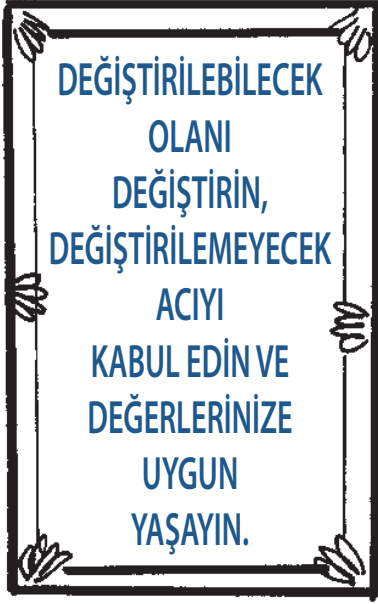 DEĞİŞTİRİLEBİLECEK
OLANI
DEĞİŞTİRİN,
DEĞİŞTİRİLEMEYECEK
ACIYI
KABUL EDİN VE
DEĞERLERİNİZE
UYGUN
YAŞAYIN.